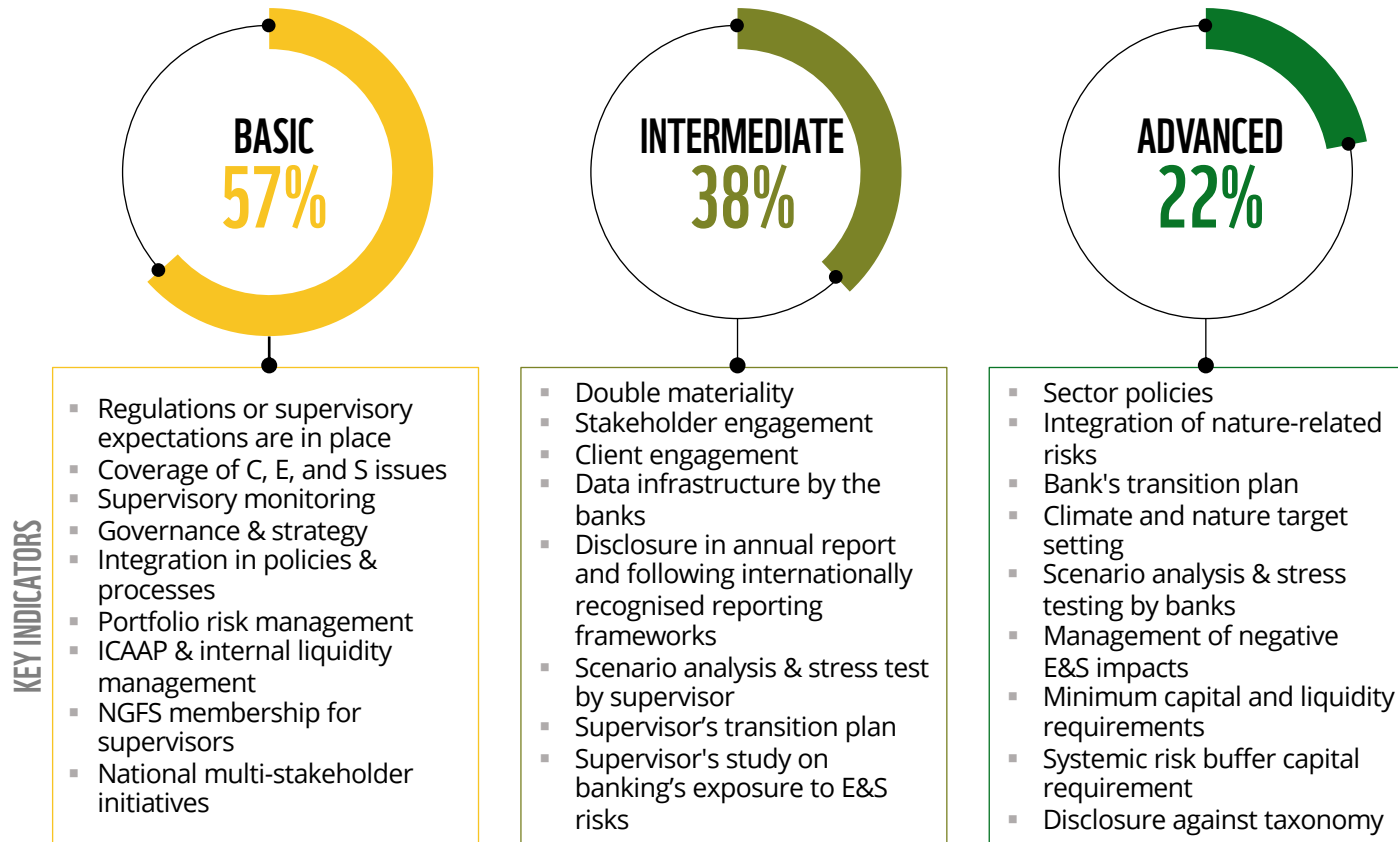 BASIC
57%
INTERMEDIATE
38%
ADVANCED
22%
KEY INDICATORS
Regulations or supervisory
expectations are in place
Coverage of C, E, and S issues
Supervisory monitoring
Governance & strategy
Integration in policies &
processes
Portfolio risk management
ICAAP & internal liquidity
management
NGFS membership for
supervisors
National multi-stakeholder
initiatives
Double materiality
Stakeholder engagement
Client engagement
Data infrastructure by the
banks
Disclosure in annual report
and following internationally
recognised reporting
frameworks
Scenario analysis & stress test
by supervisor
Supervisor’s transition plan
Supervisor's study on
banking’s exposure to E&S
risks
Sector policies
Integration of nature-related
risks
Bank's transition plan
Climate and nature target
setting
Scenario analysis & stress
testing by banks
Management of negative
E&S impacts
Minimum capital and liquidity
requirements
Systemic risk buffer capital
requirement
Disclosure against taxonomy